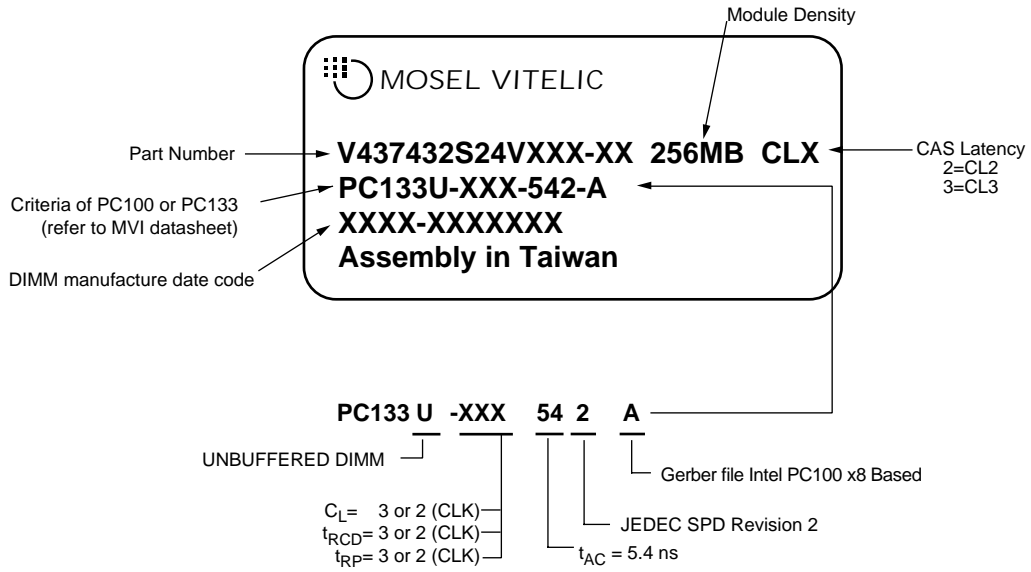 Module Density
MOSEL VITELIC
Part Number
V437432S24VXXX-XX 256MB CLX
CAS Latency
2=CL2
3=CL3
Criteria of PC100 or PC133
(refer to MVI datasheet)
PC133U-XXX-542-A
XXXX-XXXXXXX
DIMM manufacture date code
Assembly in Taiwan
PC133 U -XXX 54 2 A
UNBUFFERED DIMM
Gerber file Intel PC100 x8 Based
CL= 3 or 2 (CLK)
tRCD= 3 or 2 (CLK)
tRP= 3 or 2 (CLK)
JEDEC SPD Revision 2
tAC = 5.4 ns